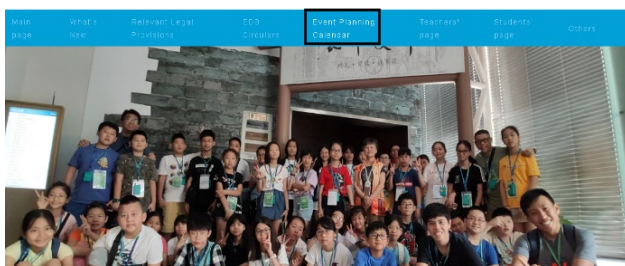 Main page
What's New
Relevant Legal Provisions
EDB Circulars
Event Planning Calendar
Teachers' page
Students' page
Others